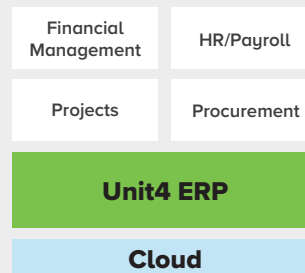 Financial
Management
HR/Payroll
Projects
Procurement
Unit4 ERP
Cloud